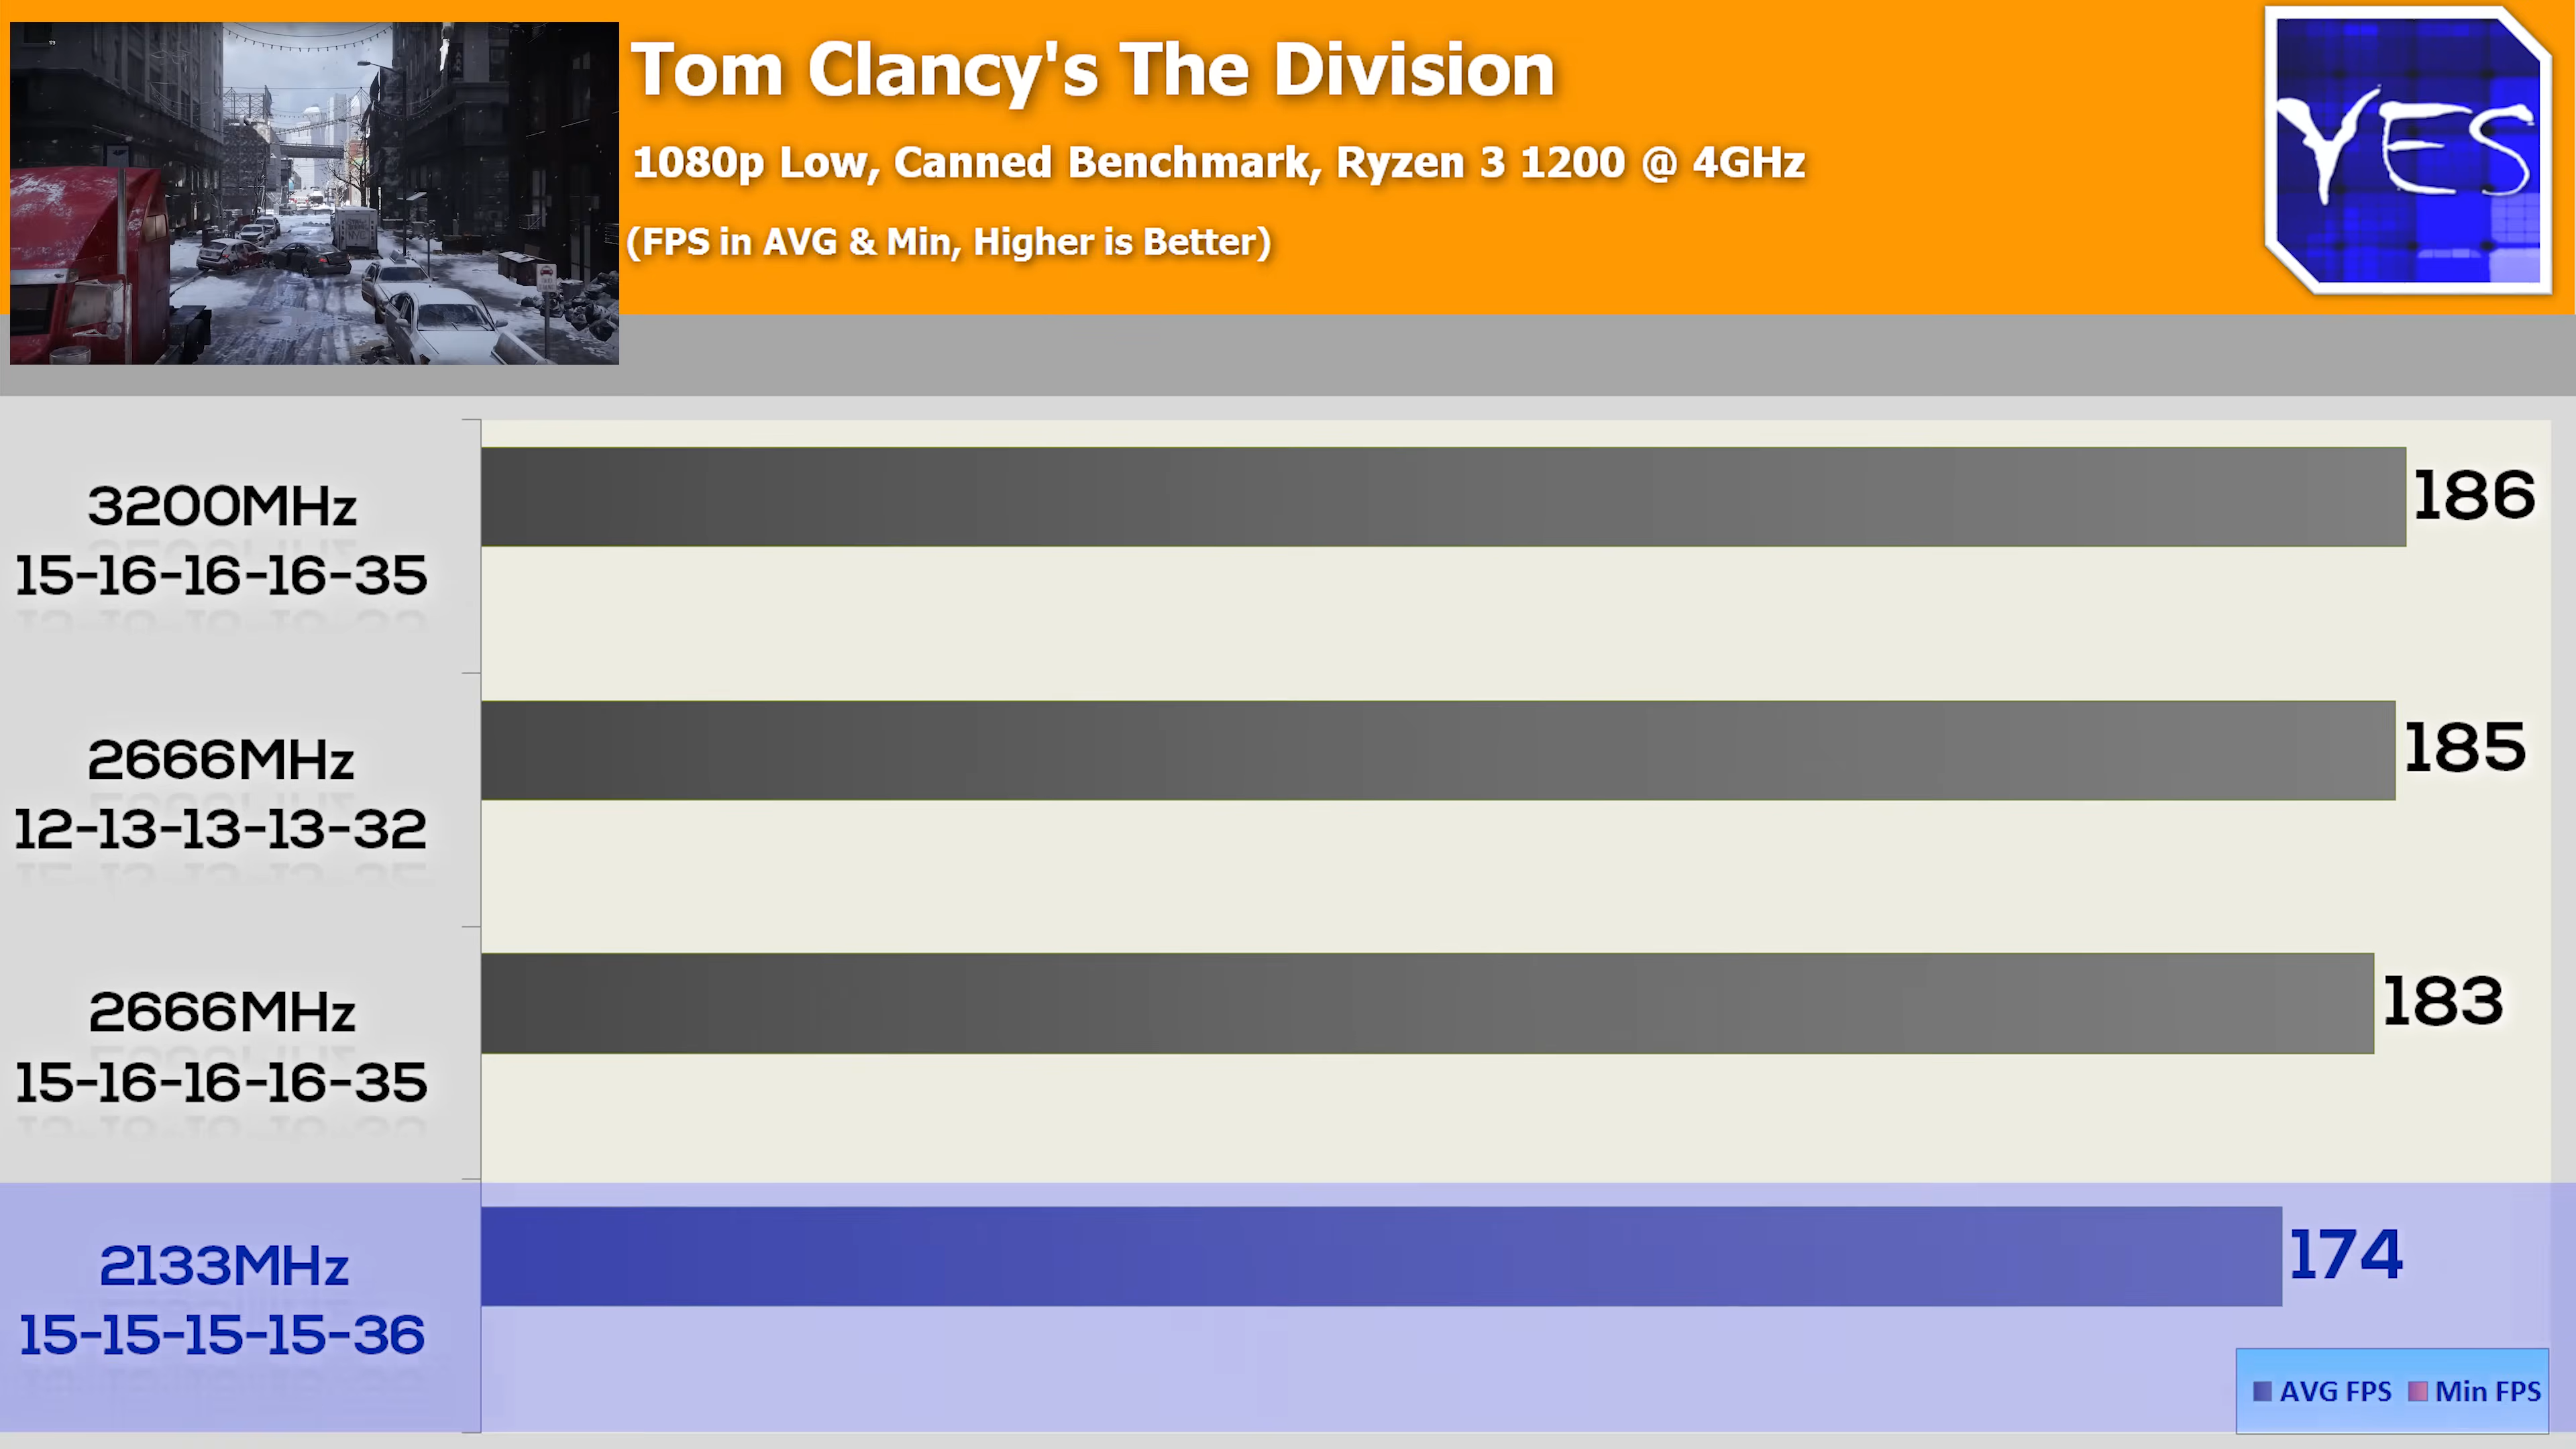 Tom Clancy's The Division
1080p Low, Canned Benchmark, Ryzen 3 1200 @ 4GHz
(FPS in AVG & Min, Higher is Better)
YES
3200MHz
15-16-16-16-35
186
2666MHz
12-13-13-13-32
185
2666MHz
15-16-16-16-35
183
2133MHz
15-15-15-15-36
174
AVG FPS Min FPS